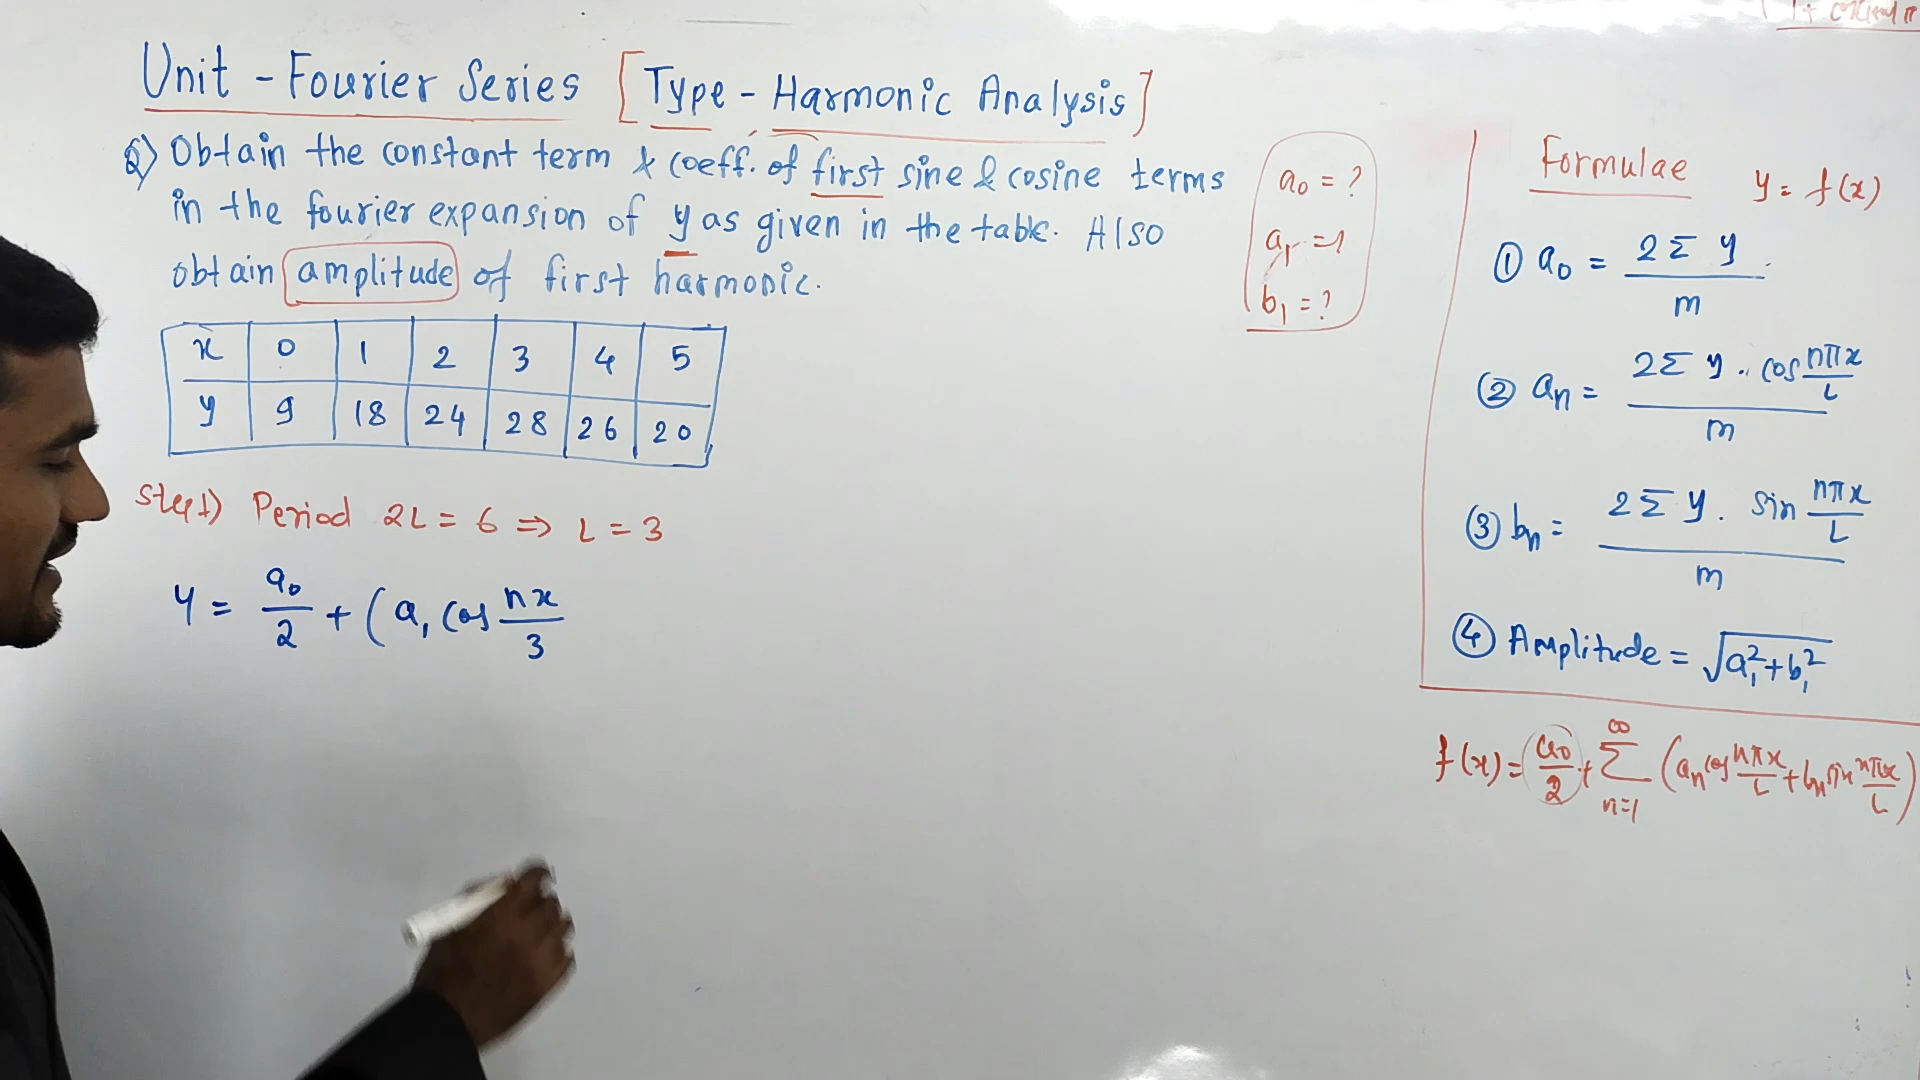 Unit - Fourier Series [Type - Harmonic Analysis]
Q) Obtain the constant term & coeff. of first sine & cosine terms
in the fourier expansion of y as given in the table. Also
obtain amplitude of first harmonic.
x 0 1 2 3 4 5
y 9 18 24 28 26 20
Step 1) Period 2L = 6 ⇒ L = 3
y = a₀/2 + (a₁ cos nx/3
a₀ = ?
a₁ = ?
b₁ = ?
Formulae y = f(x)
① a₀ = 2Σ y / m
② aₙ = 2Σ y . cos nπx/L / m
③ bₙ = 2Σ y . sin nπx/L / m
④ Amplitude = √a₁² + b₁²
f(x) = a₀/2 + ∞Σn=1 (aₙ cos nπx/L + bₙ sin nπx/L)